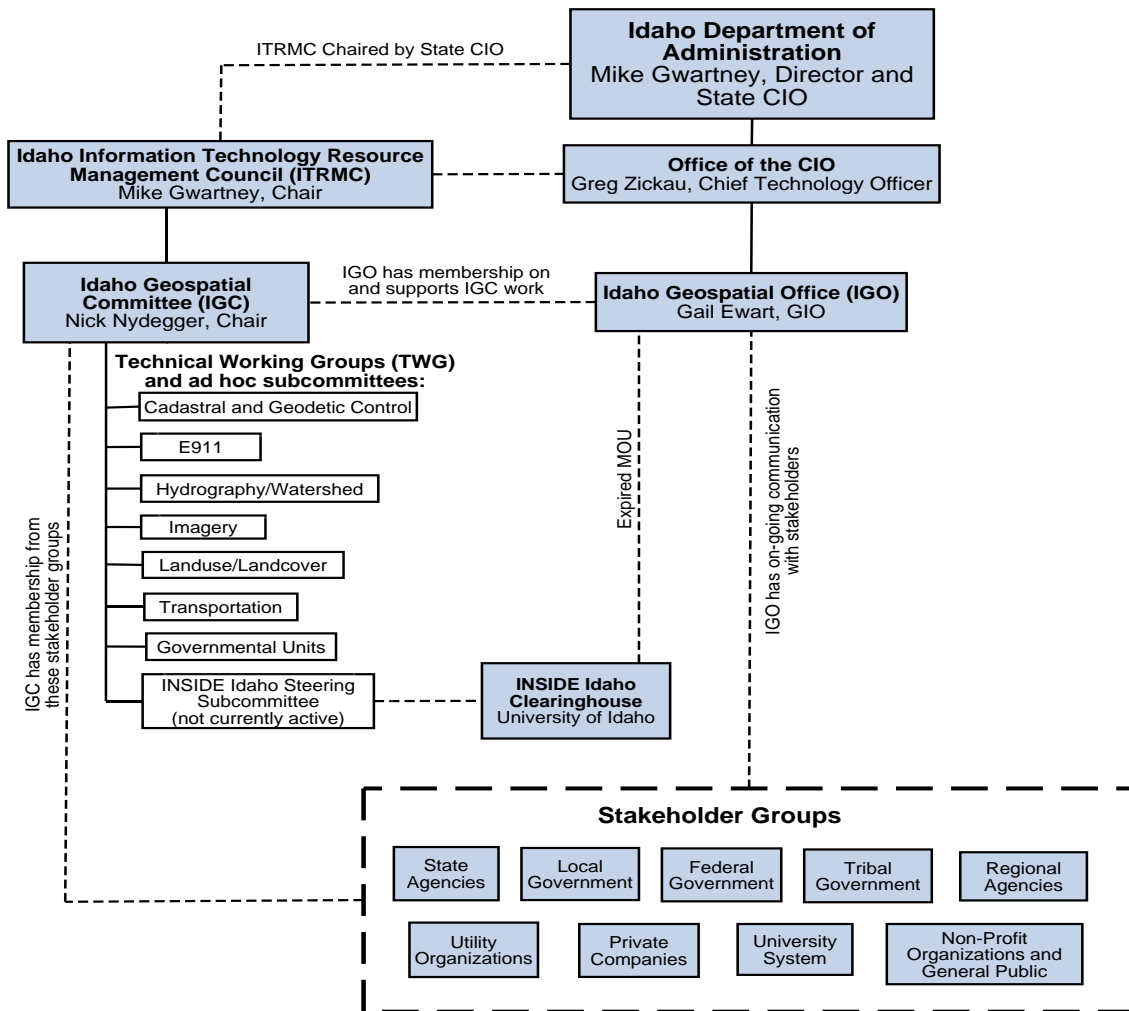 Idaho Department of
Administration
Mike Gwartney, Director and
State CIO
ITRMC Chaired by State CIO
Idaho Information Technology Resource
Management Council (ITRMC)
Mike Gwartney, Chair
Office of the CIO
Greg Zickau, Chief Technology Officer
Idaho Geospatial
Committee (IGC)
Nick Nydegger, Chair
IGO has membership on
and supports IGC work
Idaho Geospatial Office (IGO)
Gail Ewart, GIO
Technical Working Groups (TWG)
and ad hoc subcommittees:
Cadastral and Geodetic Control
E911
Hydrography/Watershed
Imagery
Landuse/Landcover
Transportation
Governmental Units
INSIDE Idaho Steering
Subcommittee
(not currently active)
IGC has membership from
these stakeholder groups
Expired MOU
IGO has on-going communication
with stakeholders
INSIDE Idaho
Clearinghouse
University of Idaho
Stakeholder Groups
State
Agencies
Local
Government
Federal
Government
Tribal
Government
Regional
Agencies
Utility
Organizations
Private
Companies
University
System
Non-Profit
Organizations and
General Public